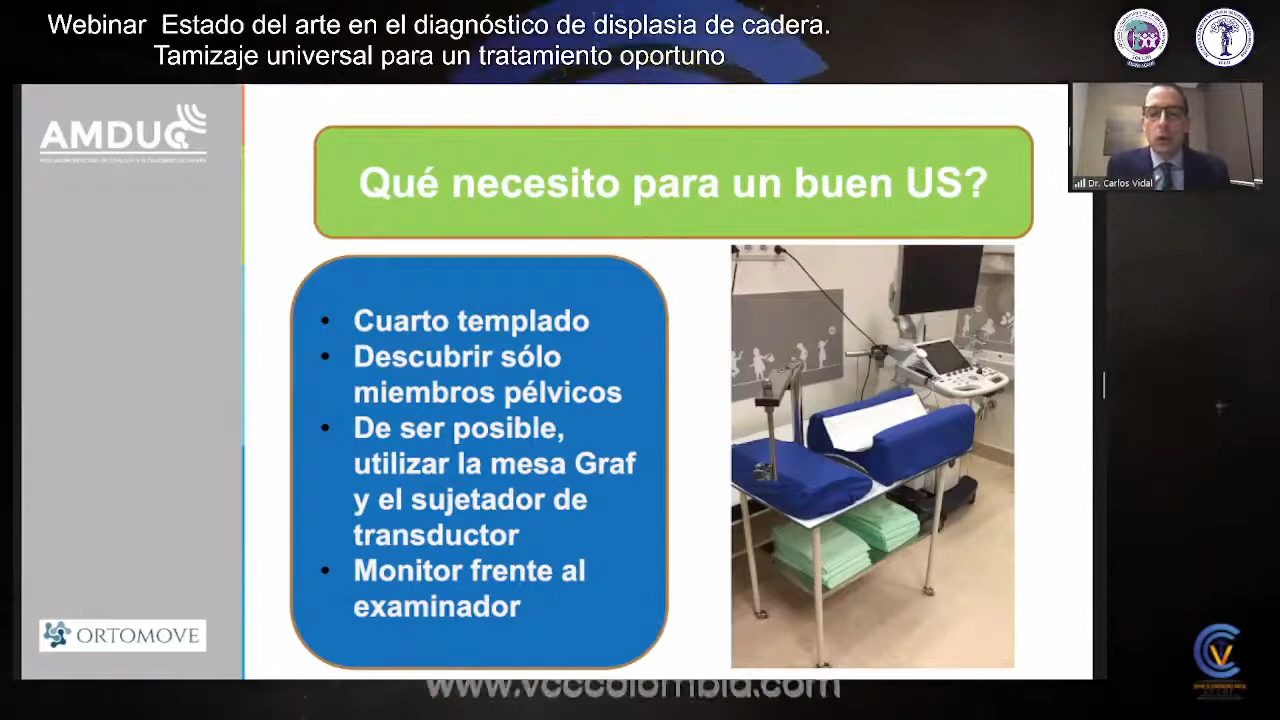 Webinar Estado del arte en el diagnóstico de displasia de cadera.
Tamizaje universal para un tratamiento oportuno
AMDUC
Qué necesito para un buen US?
Dr. Carlos Vidal
• Cuarto templado
• Descubrir sólo
miembros pélvicos
• De ser posible,
utilizar la mesa Graf
y el sujetador de
transductor
• Monitor frente al
examinador
ORTOMOVE
www.vcccolombia.com